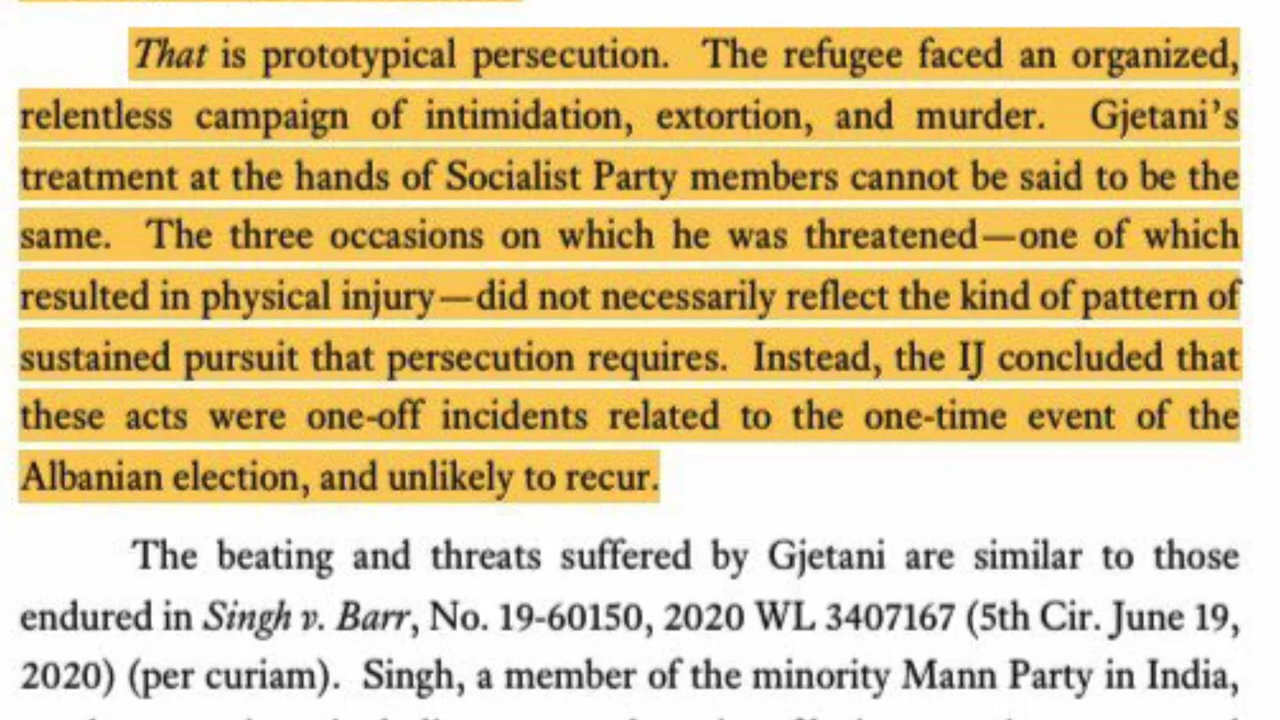 That is prototypical persecution. The refugee faced an organized,
relentless campaign of intimidation, extortion, and murder. Gjetani’s
treatment at the hands of Socialist Party members cannot be said to be the
same. The three occasions on which he was threatened—one of which
resulted in physical injury—did not necessarily reflect the kind of pattern of
sustained pursuit that persecution requires. Instead, the IJ concluded that
these acts were one-off incidents related to the one-time event of the
Albanian election, and unlikely to recur.
The beating and threats suffered by Gjetani are similar to those
endured in Singh v. Barr, No. 19-60150, 2020 WL 3407167 (5th Cir. June 19,
2020) (per curiam). Singh, a member of the minority Mann Party in India,